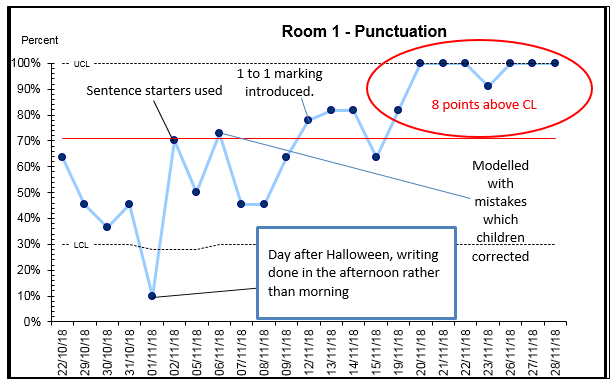 Room 1 - Punctuation
Percent
100%
90%
80%
70%
60%
50%
40%
30%
20%
10%
0%
UCL
LCL
Sentence starters used
1 to 1 marking
introduced.
8 points above CL
Modelled
with
mistakes
which
children
corrected
Day after Halloween, writing
done in the afternoon rather
than morning
22/10/18
29/10/18
30/10/18
31/10/18
01/11/18
02/11/18
05/11/18
06/11/18
07/11/18
08/11/18
09/11/18
12/11/18
13/11/18
14/11/18
15/11/18
19/11/18
20/11/18
21/11/18
22/11/18
23/11/18
26/11/18
27/11/18
28/11/18